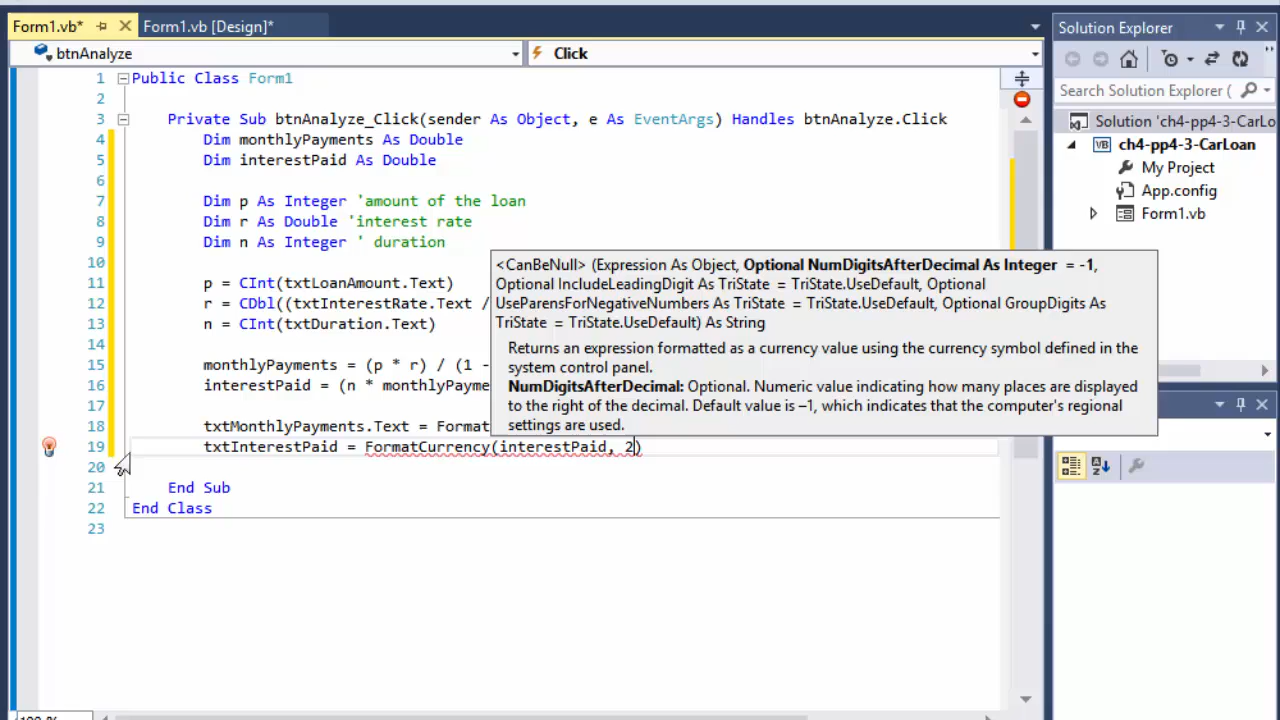 Form1.vb*
Form1.vb [Design]*
Solution Explorer
btnAnalyze
Click
Search Solution Explorer (
1 Public Class Form1
2
3 Private Sub btnAnalyze_Click(sender As Object, e As EventArgs) Handles btnAnalyze.Click
4 Dim monthlyPayments As Double
5 Dim interestPaid As Double
6
7 Dim p As Integer 'amount of the loan
8 Dim r As Double 'interest rate
9 Dim n As Integer ' duration
10
11 p = CInt(txtLoanAmount.Text)
12 r = CDbl((txtInterestRate.Text /
13 n = CInt(txtDuration.Text)
14
15 monthlyPayments = (p * r) / (1 -
16 interestPaid = (n * monthlyPayme
17
18 txtMonthlyPayments.Text = Format
19 txtInterestPaid = FormatCurrency(interestPaid, 2)
20
21 End Sub
22 End Class
23
<CanBeNull> (Expression As Object, Optional NumDigitsAfterDecimal As Integer = -1,
Optional IncludeLeadingDigit As TriState = TriState.UseDefault, Optional
UseParensForNegativeNumbers As TriState = TriState.UseDefault, Optional GroupDigits As
TriState = TriState.UseDefault) As String
Returns an expression formatted as a currency value using the currency symbol defined in the
system control panel.
NumDigitsAfterDecimal: Optional. Numeric value indicating how many places are displayed
to the right of the decimal. Default value is –1, which indicates that the computer's regional
settings are used.
Solution 'ch4-pp4-3-CarLo
VB ch4-pp4-3-CarLoan
My Project
App.config
Form1.vb